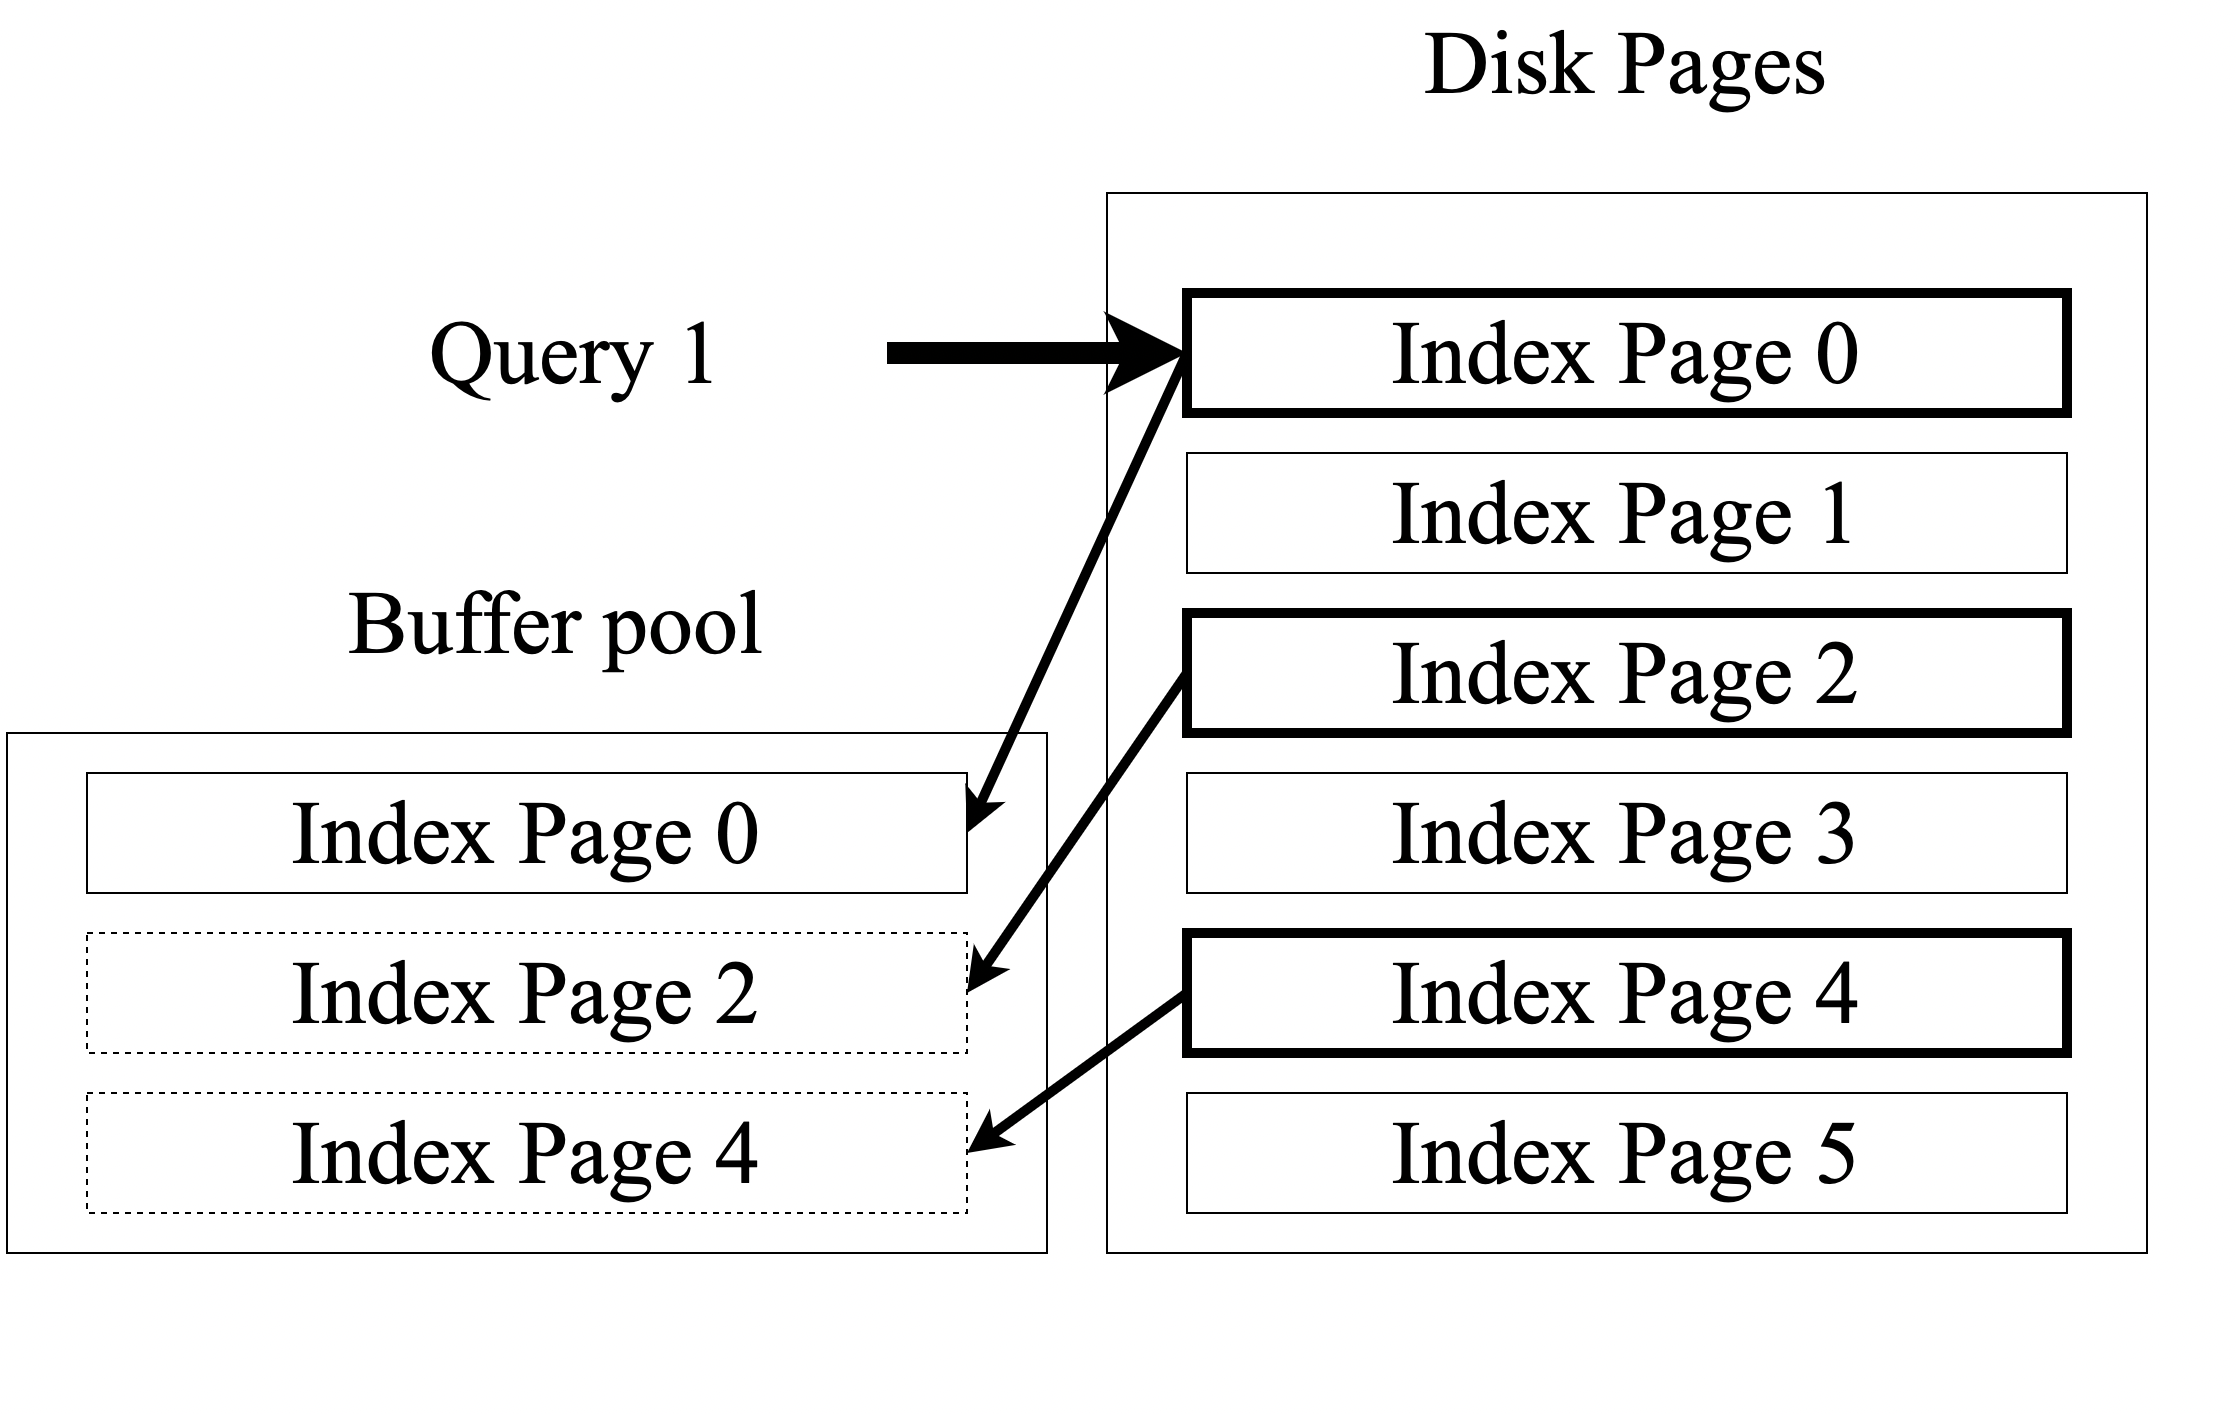 Disk Pages
Query 1
Index Page 0
Index Page 1
Index Page 2
Index Page 3
Index Page 4
Index Page 5
Buffer pool
Index Page 0
Index Page 2
Index Page 4